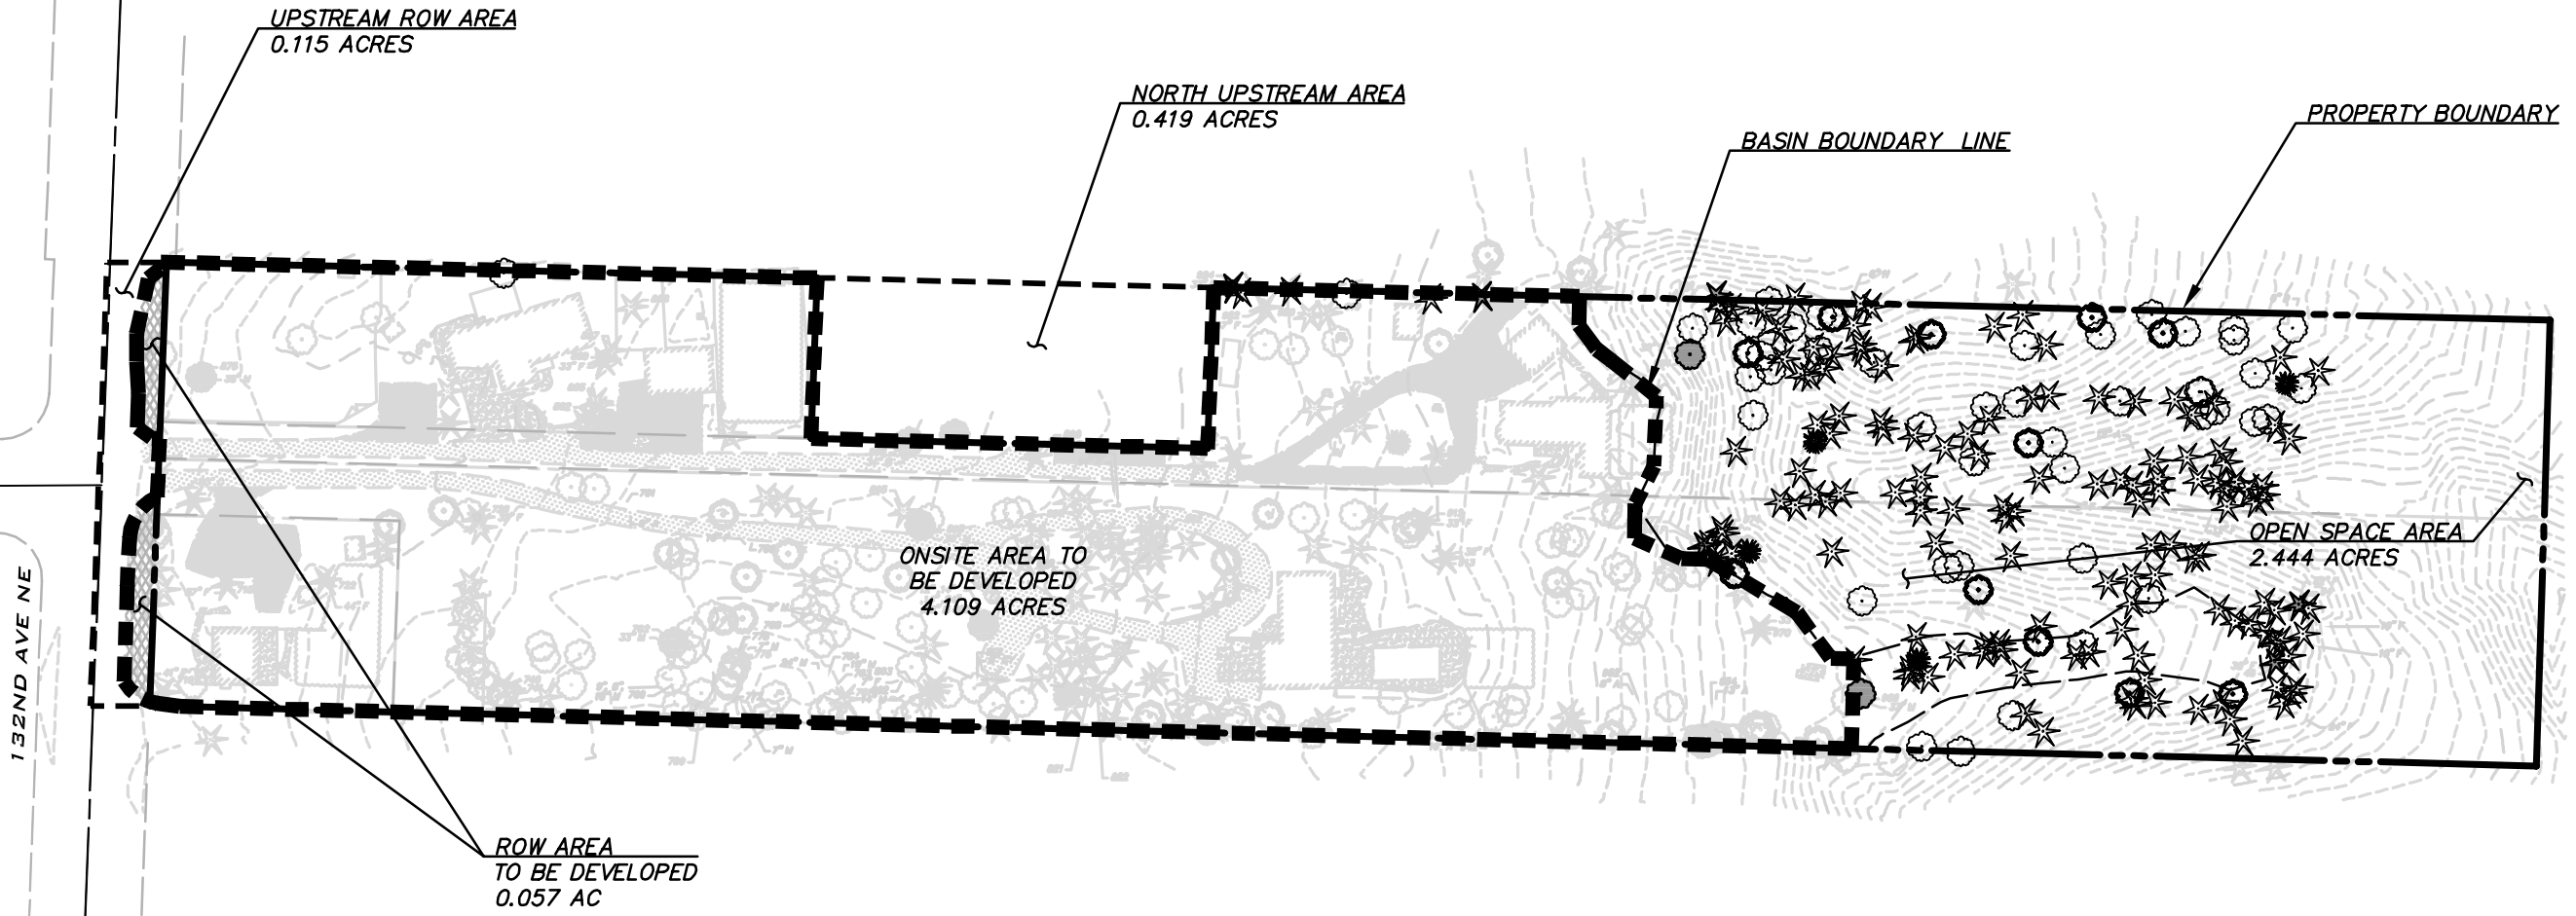 UPSTREAM ROW AREA
0.115 ACRES
NORTH UPSTREAM AREA
0.419 ACRES
BASIN BOUNDARY LINE
PROPERTY BOUNDARY
ONSITE AREA TO
BE DEVELOPED
4.109 ACRES
OPEN SPACE AREA
2.444 ACRES
132ND AVE NE
ROW AREA
TO BE DEVELOPED
0.057 AC